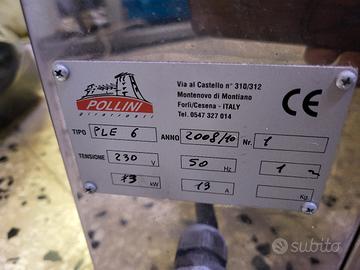 POLLINI
girarrosti
Via al Castello n° 310/312
Montenovo di Montiano
Forlì/Cesena - ITALY
Tel. 0547 327 014
CE
TIPO PLE 6 ANNO 2008/10 Nr. 1
TENSIONE 230 V 50 Hz 1 ~
13 kW 19 A Kg
subito